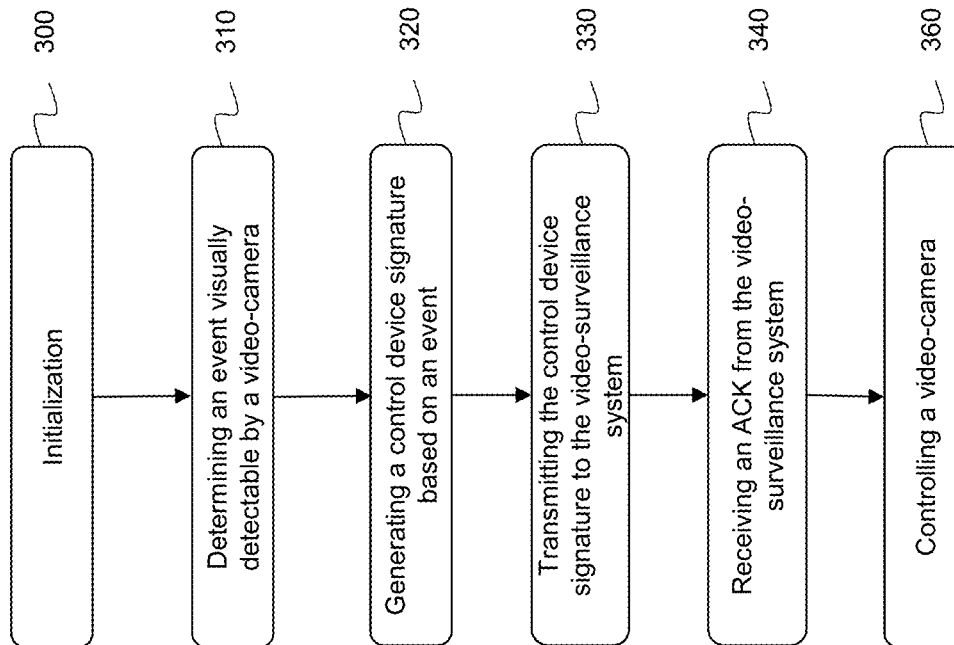 Initialization
300
Determining an event visually
detectable by a video-camera
310
Generating a control device signature
based on an event
320
Transmitting the control device
signature to the video-surveillance
system
330
Receiving an ACK from the video-
surveillance system
340
Controlling a video-camera
360